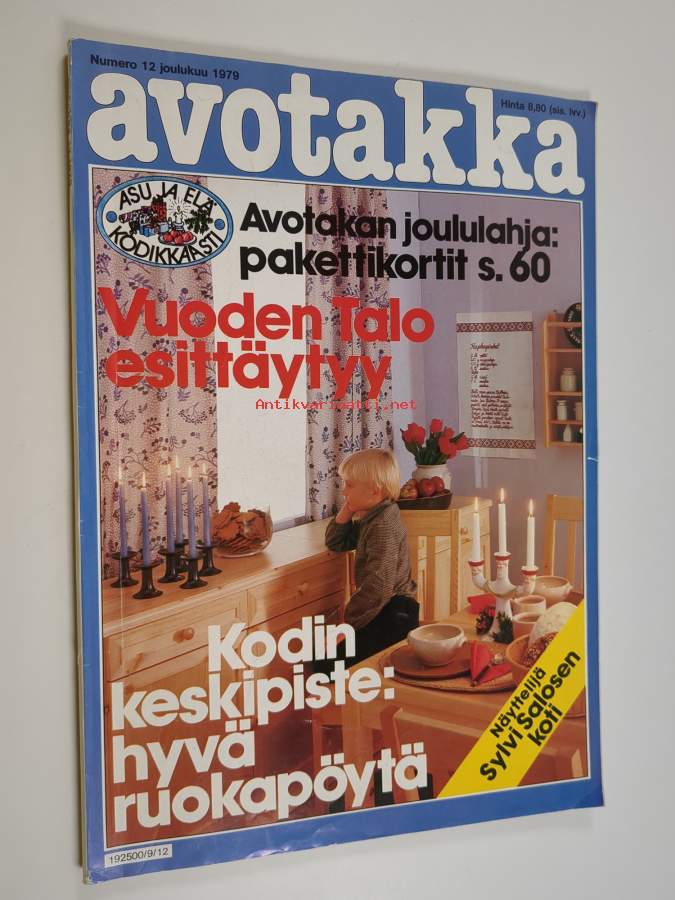 Numero 12 joulukuu 1979
Hinta 8,80 (sis. lvv.)
avotakka
ASU JA ELÄ
KODIKKAASTI
Avotakan joululahja:
pakettikortit s. 60
Vuoden Talo
esittäytyy
Antikvariaatti.net
Kodin
keskipiste:
hyvä
ruokapöytä
Näyttelijä
Sylvi Salosen
koti
192500/9/12